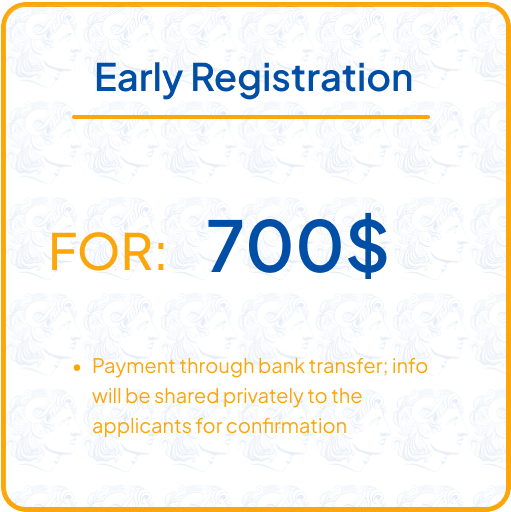 Early Registration
FOR: 700$
• Payment through bank transfer; info
will be shared privately to the
applicants for confirmation